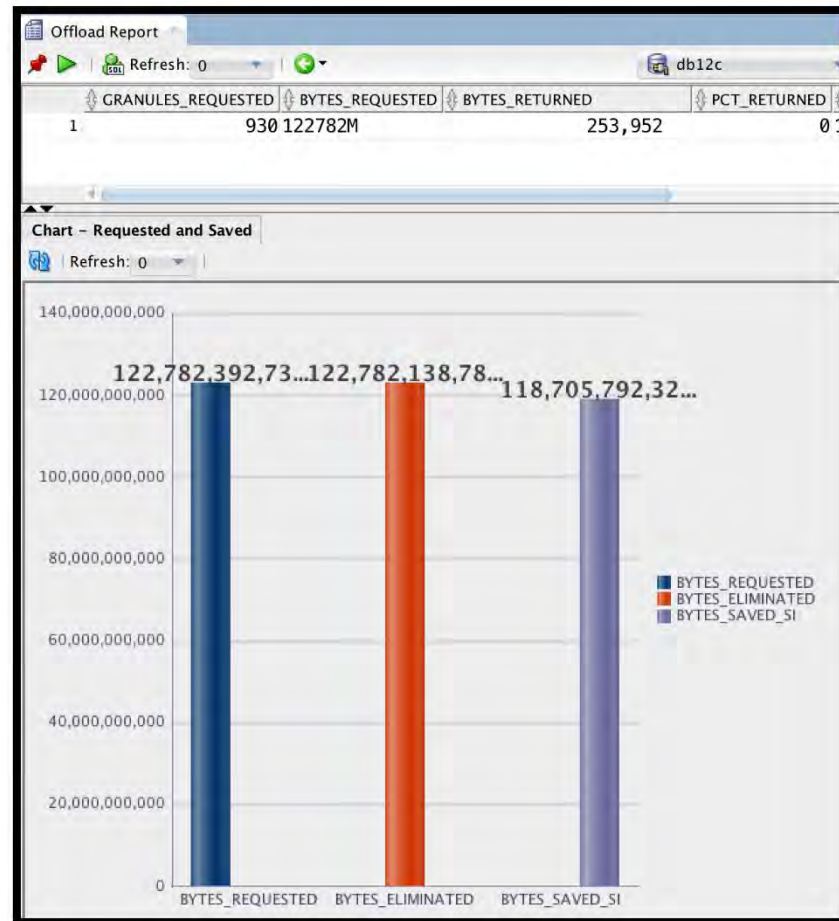 Offload Report
SQL Refresh: 0 db12c
GRANULES_REQUESTED BYTES_REQUESTED BYTES_RETURNED PCT_RETURNED
1 930 122782M 253,952 0
Chart – Requested and Saved
Refresh: 0
140,000,000,000
122,782,392,73... 122,782,138,78... 118,705,792,32...
120,000,000,000
100,000,000,000
80,000,000,000
60,000,000,000
40,000,000,000
20,000,000,000
0
BYTES_REQUESTED
BYTES_ELIMINATED
BYTES_SAVED_SI
BYTES_REQUESTED BYTES_ELIMINATED BYTES_SAVED_SI